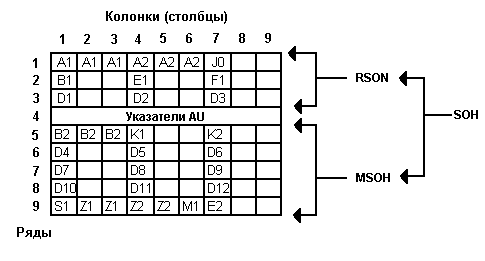 Колонки (столбцы)
1 2 3 4 5 6 7 8 9
1 A1 A1 A1 A2 A2 A2 J0
2 B1 E1 F1
3 D1 D2 D3
RSON
4 Указатели AU
SOH
5 B2 B2 B2 K1 K2
6 D4 D5 D6
7 D7 D8 D9
MSOH
8 D10 D11 D12
9 S1 Z1 Z1 Z2 Z2 M1 E2
Ряды